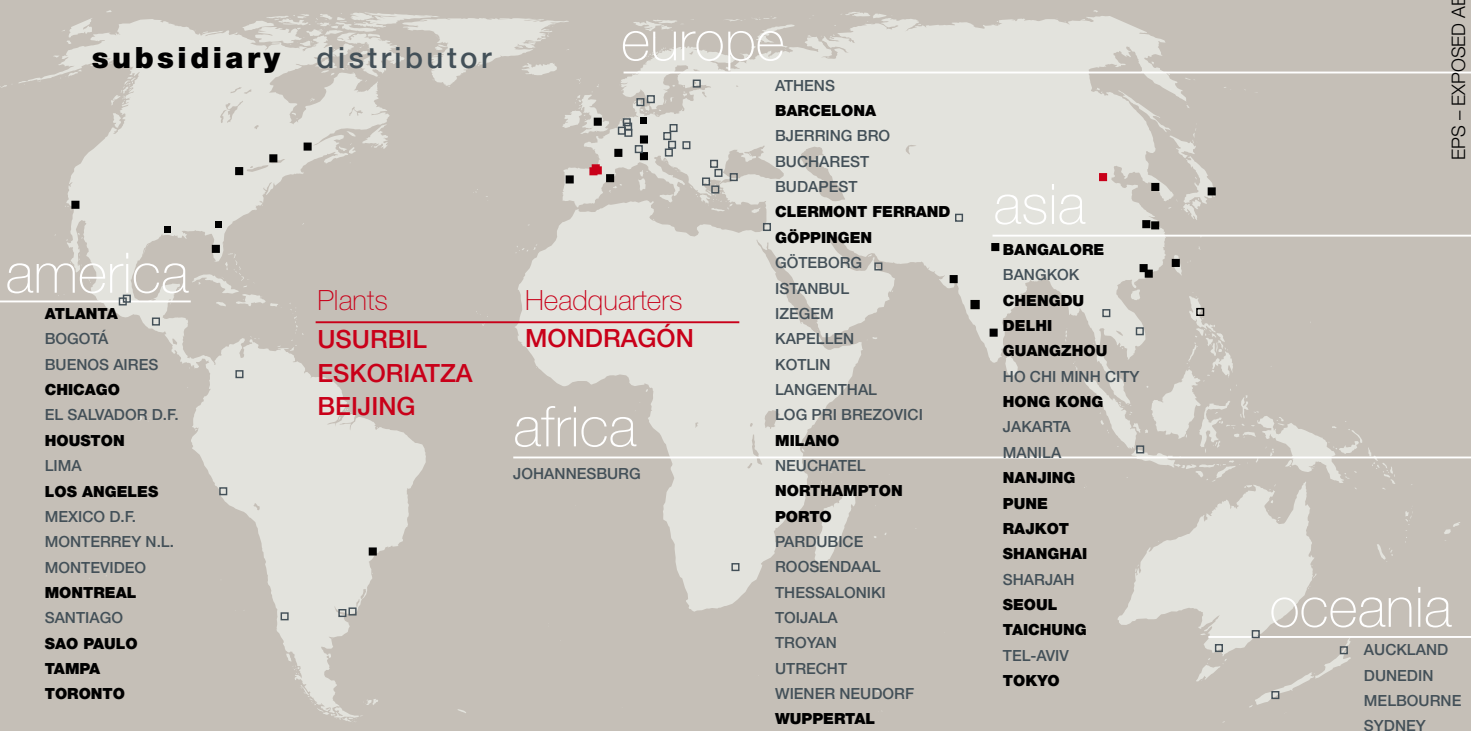 subsidiary distributor
europe
ATHENS
BARCELONA
BJERRING BRO
BUCHAREST
BUDAPEST
CLERMONT FERRAND
GÖPPINGEN
GÖTEBORG
ISTANBUL
IZEGEM
KAPELLEN
KOTLIN
LANGENTHAL
LOG PRI BREZOVICI
MILANO
NEUCHATEL
NORTHAMPTON
PORTO
PARDUBICE
ROOSENDAAL
THESSALONIKI
TOIJALA
TROYAN
UTRECHT
WIENER NEUDORF
WUPPERTAL
asia
BANGALORE
BANGKOK
CHENGDU
DELHI
GUANGZHOU
HO CHI MINH CITY
HONG KONG
JAKARTA
MANILA
NANJING
PUNE
RAJKOT
SHANGHAI
SHARJAH
SEOUL
TAICHUNG
TEL-AVIV
TOKYO
america
ATLANTA
BOGOTÁ
BUENOS AIRES
CHICAGO
EL SALVADOR D.F.
HOUSTON
LIMA
LOS ANGELES
MEXICO D.F.
MONTERREY N.L.
MONTEVIDEO
MONTREAL
SANTIAGO
SAO PAULO
TAMPA
TORONTO
Plants
USURBIL
ESKORIATZA
BEIJING
Headquarters
MONDRAGÓN
africa
JOHANNESBURG
oceania
AUCKLAND
DUNEDIN
MELBOURNE
SYDNEY
EPS – EXPOSED